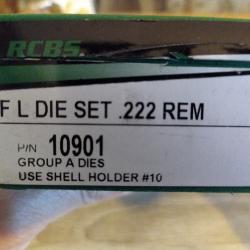 RCBS.
F L DIE SET .222 REM
P/N 10901
GROUP A DIES
USE SHELL HOLDER #10